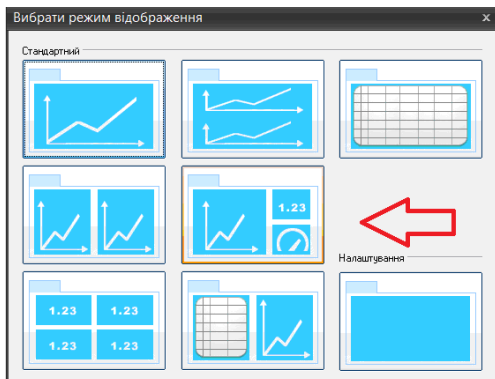 Вибрати режим відображення x
Стандартний
1.23
Налаштування
1.23 1.23
1.23 1.23